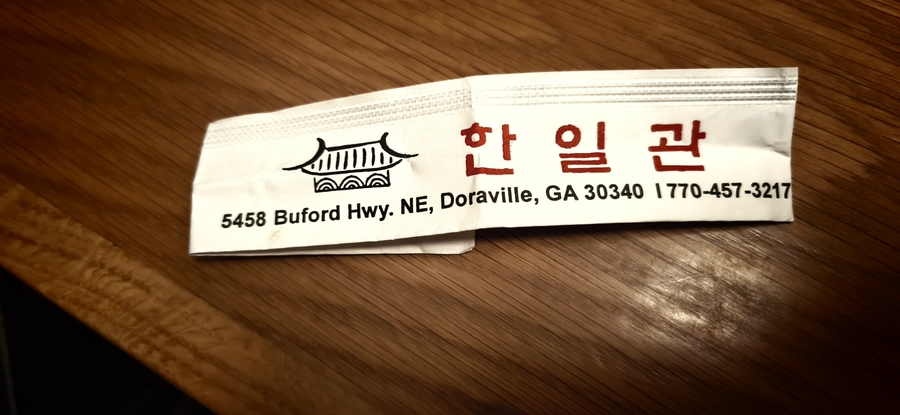 한일관
5458 Buford Hwy. NE, Doraville, GA 30340 | 770-457-3217